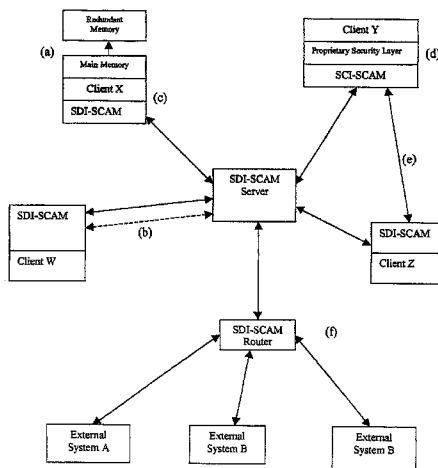 Redundant
Memory
(a)
Main Memory
Client X
(c)
SDI-SCAM
Client Y
Proprietary Security Layer
(d)
SCI-SCAM
(e)
SDI-SCAM
Server
SDI-SCAM
(b)
Client W
SDI-SCAM
Client Z
SDI-SCAM
Router
(f)
External
System A
External
System B
External
System B